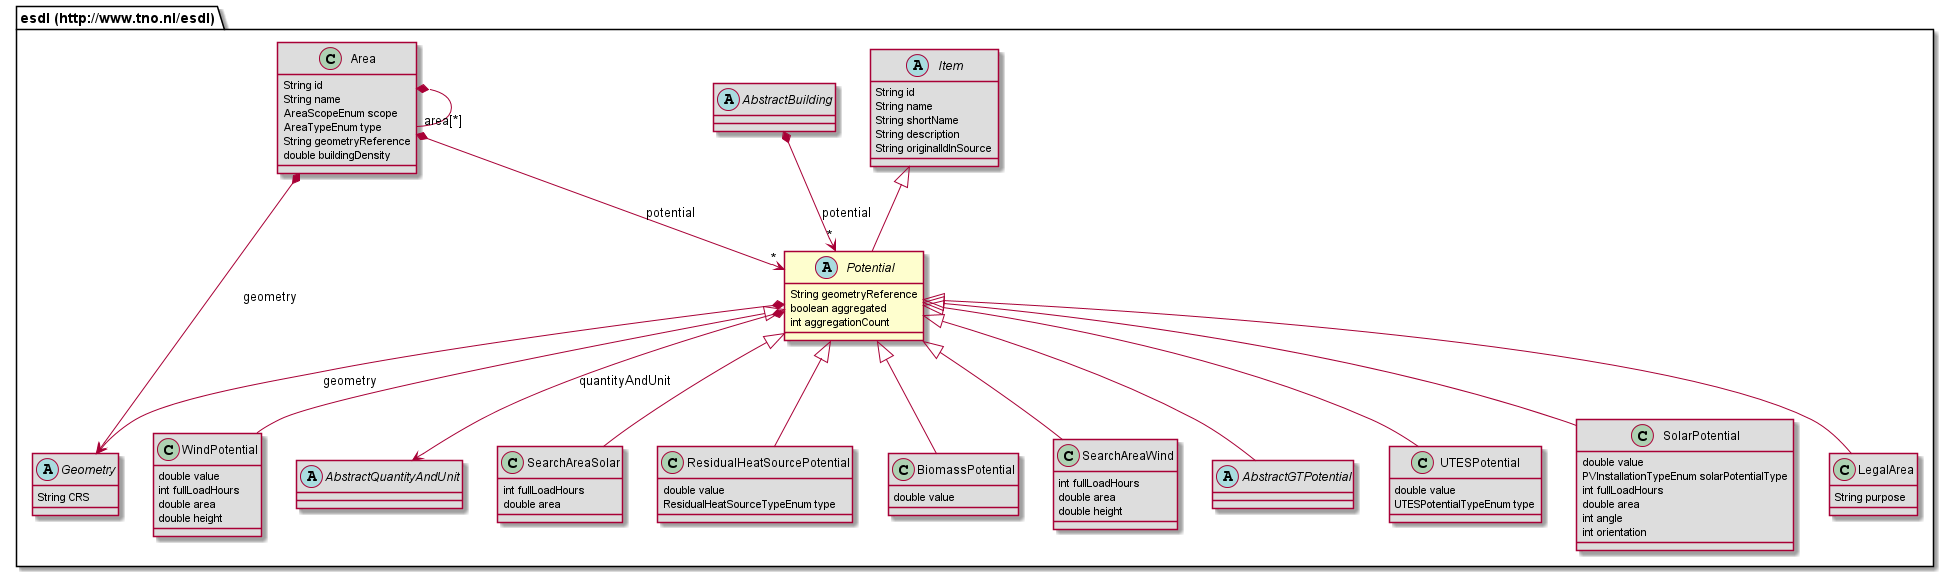 esdl (http://www.tno.nl/esdl)
C Area
String id
String name
AreaScopeEnum scope
AreaTypeEnum type
String geometryReference
double buildingDensity
area[*]
A AbstractBuilding
A Item
String id
String name
String shortName
String description
String originalIdInSource
potential
*
potential
*
geometry
A Potential
String geometryReference
boolean aggregated
int aggregationCount
geometry
quantityAndUnit
A Geometry
String CRS
C WindPotential
double value
int fullLoadHours
double area
double height
A AbstractQuantityAndUnit
C SearchAreaSolar
int fullLoadHours
double area
C ResidualHeatSourcePotential
double value
ResidualHeatSourceTypeEnum type
C BiomassPotential
double value
C SearchAreaWind
int fullLoadHours
double area
double height
A AbstractGTPotential
C UTESPotential
double value
UTESPotentialTypeEnum type
C SolarPotential
double value
PVInstallationTypeEnum solarPotentialType
int fullLoadHours
double area
int angle
int orientation
C LegalArea
String purpose